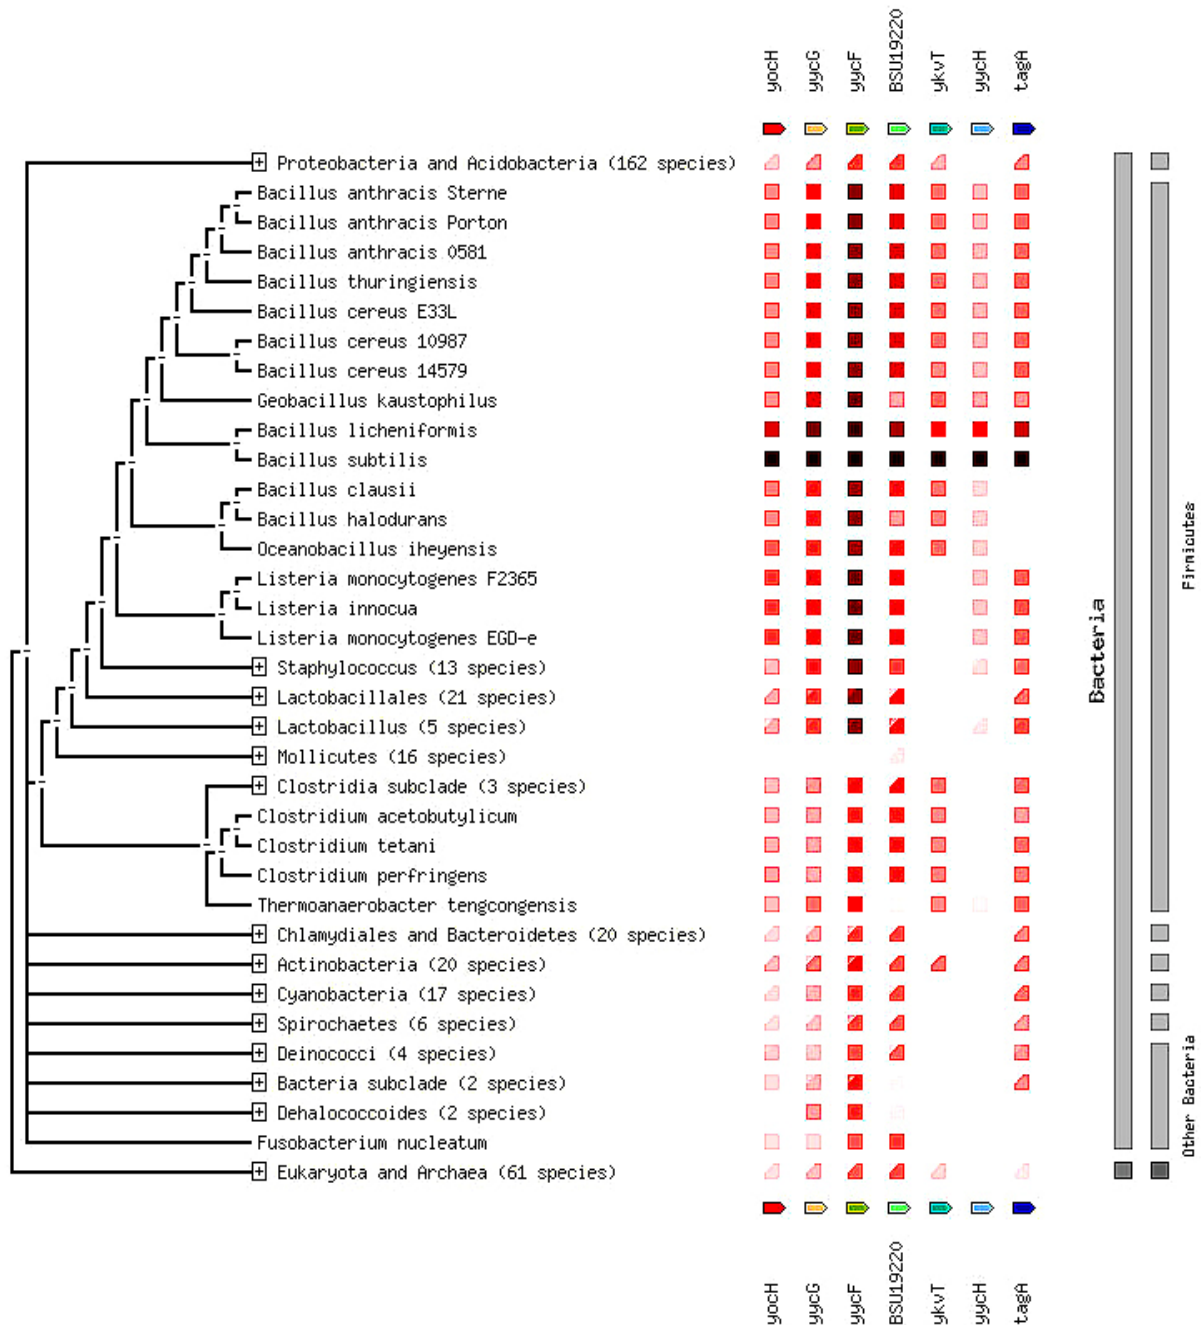 yocH yycG yycF BSU19220 ykvT yycH tagA
Proteobacteria and Acidobacteria (162 species)
Bacillus anthracis Sterne
Bacillus anthracis Porton
Bacillus anthracis 0581
Bacillus thuringiensis
Bacillus cereus E33L
Bacillus cereus 10987
Bacillus cereus 14579
Geobacillus kaustophilus
Bacillus licheniformis
Bacillus subtilis
Bacillus clausii
Bacillus halodurans
Oceanobacillus iheyensis
Listeria monocytogenes F2365
Listeria innocua
Listeria monocytogenes EGD-e
Staphylococcus (13 species)
Lactobacillales (21 species)
Lactobacillus (5 species)
Mollicutes (16 species)
Clostridia subclade (3 species)
Clostridium acetobutylicum
Clostridium tetani
Clostridium perfringens
Thermoanaerobacter tengcongensis
Chlamydiales and Bacteroidetes (20 species)
Actinobacteria (20 species)
Cyanobacteria (17 species)
Spirochaetes (6 species)
Deinococci (4 species)
Bacteria subclade (2 species)
Dehalococcoides (2 species)
Fusobacterium nucleatum
Eukaryota and Archaea (61 species)
Bacteria
Firmicutes
Other Bacteria
yocH yycG yycF BSU19220 ykvT yycH tagA